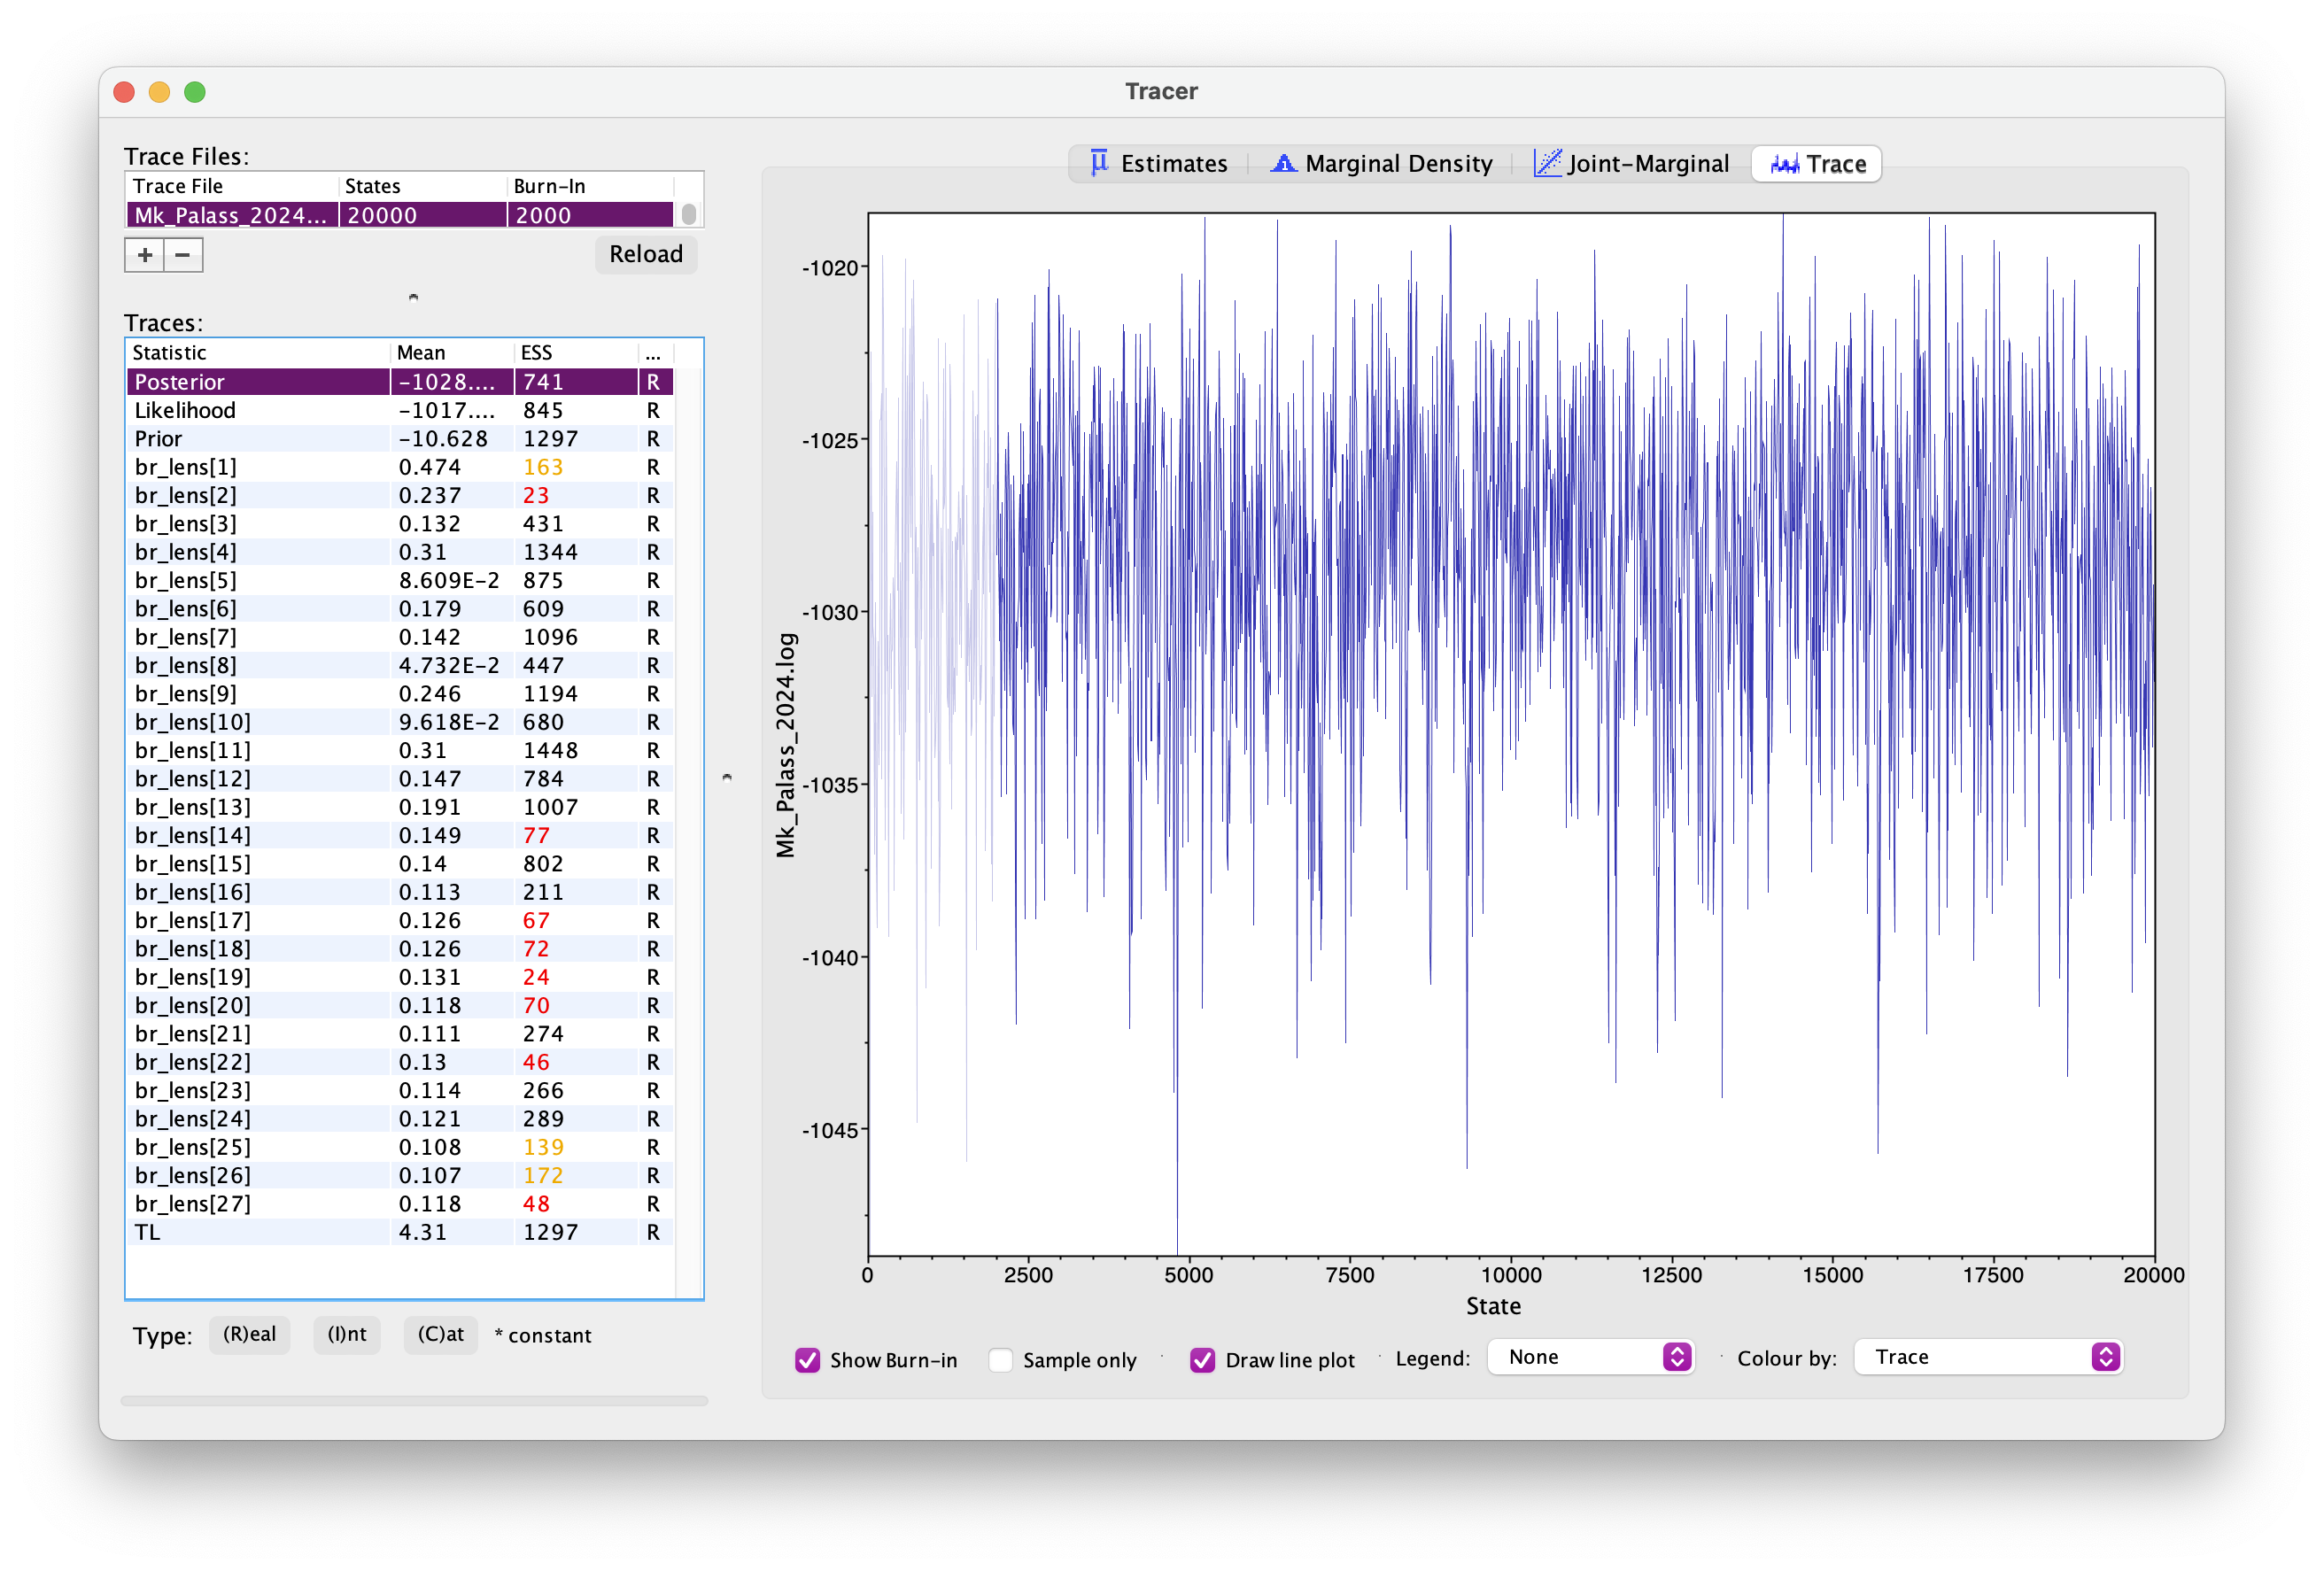 Tracer
Trace Files:
Trace File States Burn-In
Mk_Palass_2024... 20000 2000
+ −
Reload
Traces:
Statistic Mean ESS ...
Posterior -1028.... 741 R
Likelihood -1017.... 845 R
Prior -10.628 1297 R
br_lens[1] 0.474 163 R
br_lens[2] 0.237 23 R
br_lens[3] 0.132 431 R
br_lens[4] 0.31 1344 R
br_lens[5] 8.609E-2 875 R
br_lens[6] 0.179 609 R
br_lens[7] 0.142 1096 R
br_lens[8] 4.732E-2 447 R
br_lens[9] 0.246 1194 R
br_lens[10] 9.618E-2 680 R
br_lens[11] 0.31 1448 R
br_lens[12] 0.147 784 R
br_lens[13] 0.191 1007 R
br_lens[14] 0.149 77 R
br_lens[15] 0.14 802 R
br_lens[16] 0.113 211 R
br_lens[17] 0.126 67 R
br_lens[18] 0.126 72 R
br_lens[19] 0.131 24 R
br_lens[20] 0.118 70 R
br_lens[21] 0.111 274 R
br_lens[22] 0.13 46 R
br_lens[23] 0.114 266 R
br_lens[24] 0.121 289 R
br_lens[25] 0.108 139 R
br_lens[26] 0.107 172 R
br_lens[27] 0.118 48 R
TL 4.31 1297 R
Type: (R)eal (I)nt (C)at * constant
Estimates Marginal Density Joint-Marginal Trace
Mk_Palass_2024.log
-1020
-1025
-1030
-1035
-1040
-1045
0 2500 5000 7500 10000 12500 15000 17500 20000
State
Show Burn-in Sample only Draw line plot Legend: None Colour by: Trace